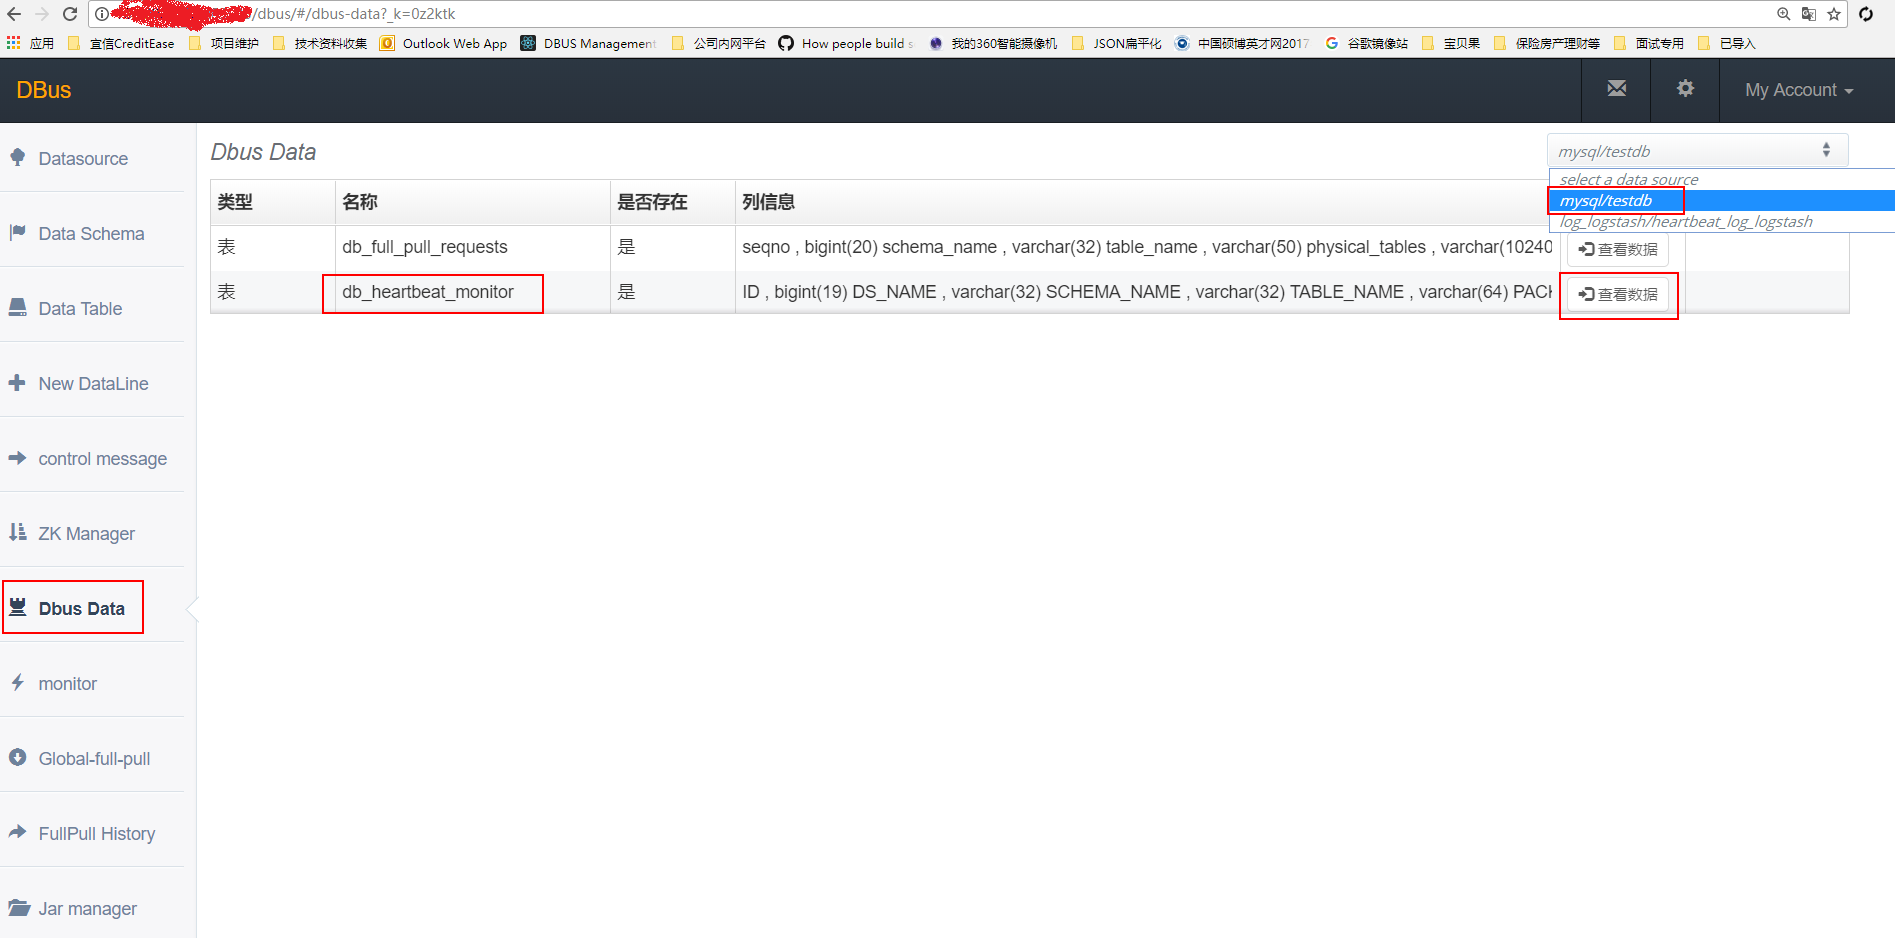 /dbus/#/dbus-data?_k=0z2ktk
应用 宜信CreditEase 项目维护 技术资料收集 Outlook Web App DBUS Management 公司内网平台 How people build s 我的360智能摄像机 JSON扁平化 中国硕博英才网2017 谷歌镜像站 宝贝果 保险房产理财等 面试专用 已导入
DBus My Account
Datasource
Data Schema
Data Table
New DataLine
control message
ZK Manager
Dbus Data
monitor
Global-full-pull
FullPull History
Jar manager
Dbus Data
mysql/testdb
select a data source
mysql/testdb
log_logstash/heartbeat_log_logstash
类型 名称 是否存在 列信息
表 db_full_pull_requests 是 seqno , bigint(20) schema_name , varchar(32) table_name , varchar(50) physical_tables , varchar(10240 查看数据
表 db_heartbeat_monitor 是 ID , bigint(19) DS_NAME , varchar(32) SCHEMA_NAME , varchar(32) TABLE_NAME , varchar(64) PACK 查看数据